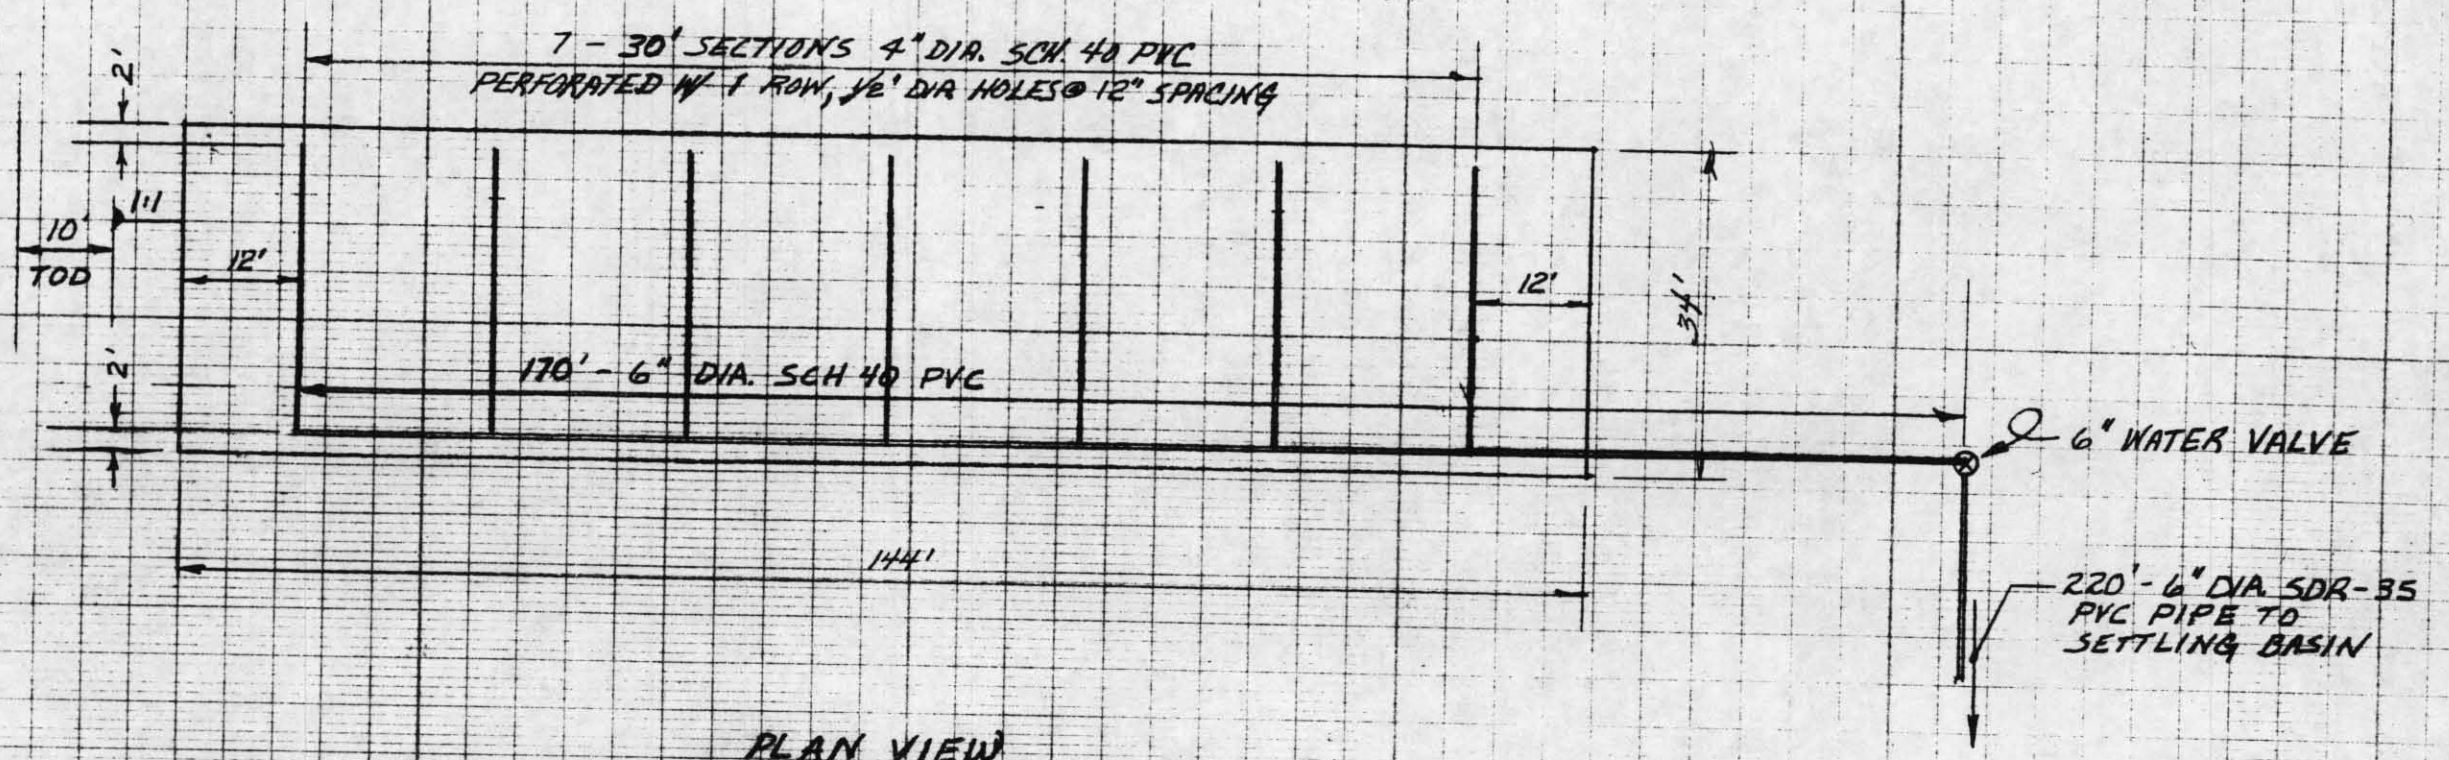 7 - 30' SECTIONS 4" DIA. SCH. 40 PVC
PERFORATED W/ 1 ROW, 1/2" DIA HOLES @ 12" SPACING
2'
1:1
10'
TOD
12'
12'
34'
2'
170' - 6" DIA. SCH 40 PVC
6" WATER VALVE
144'
220' - 6" DIA. SDR-35
PVC PIPE TO
SETTLING BASIN
PLAN VIEW